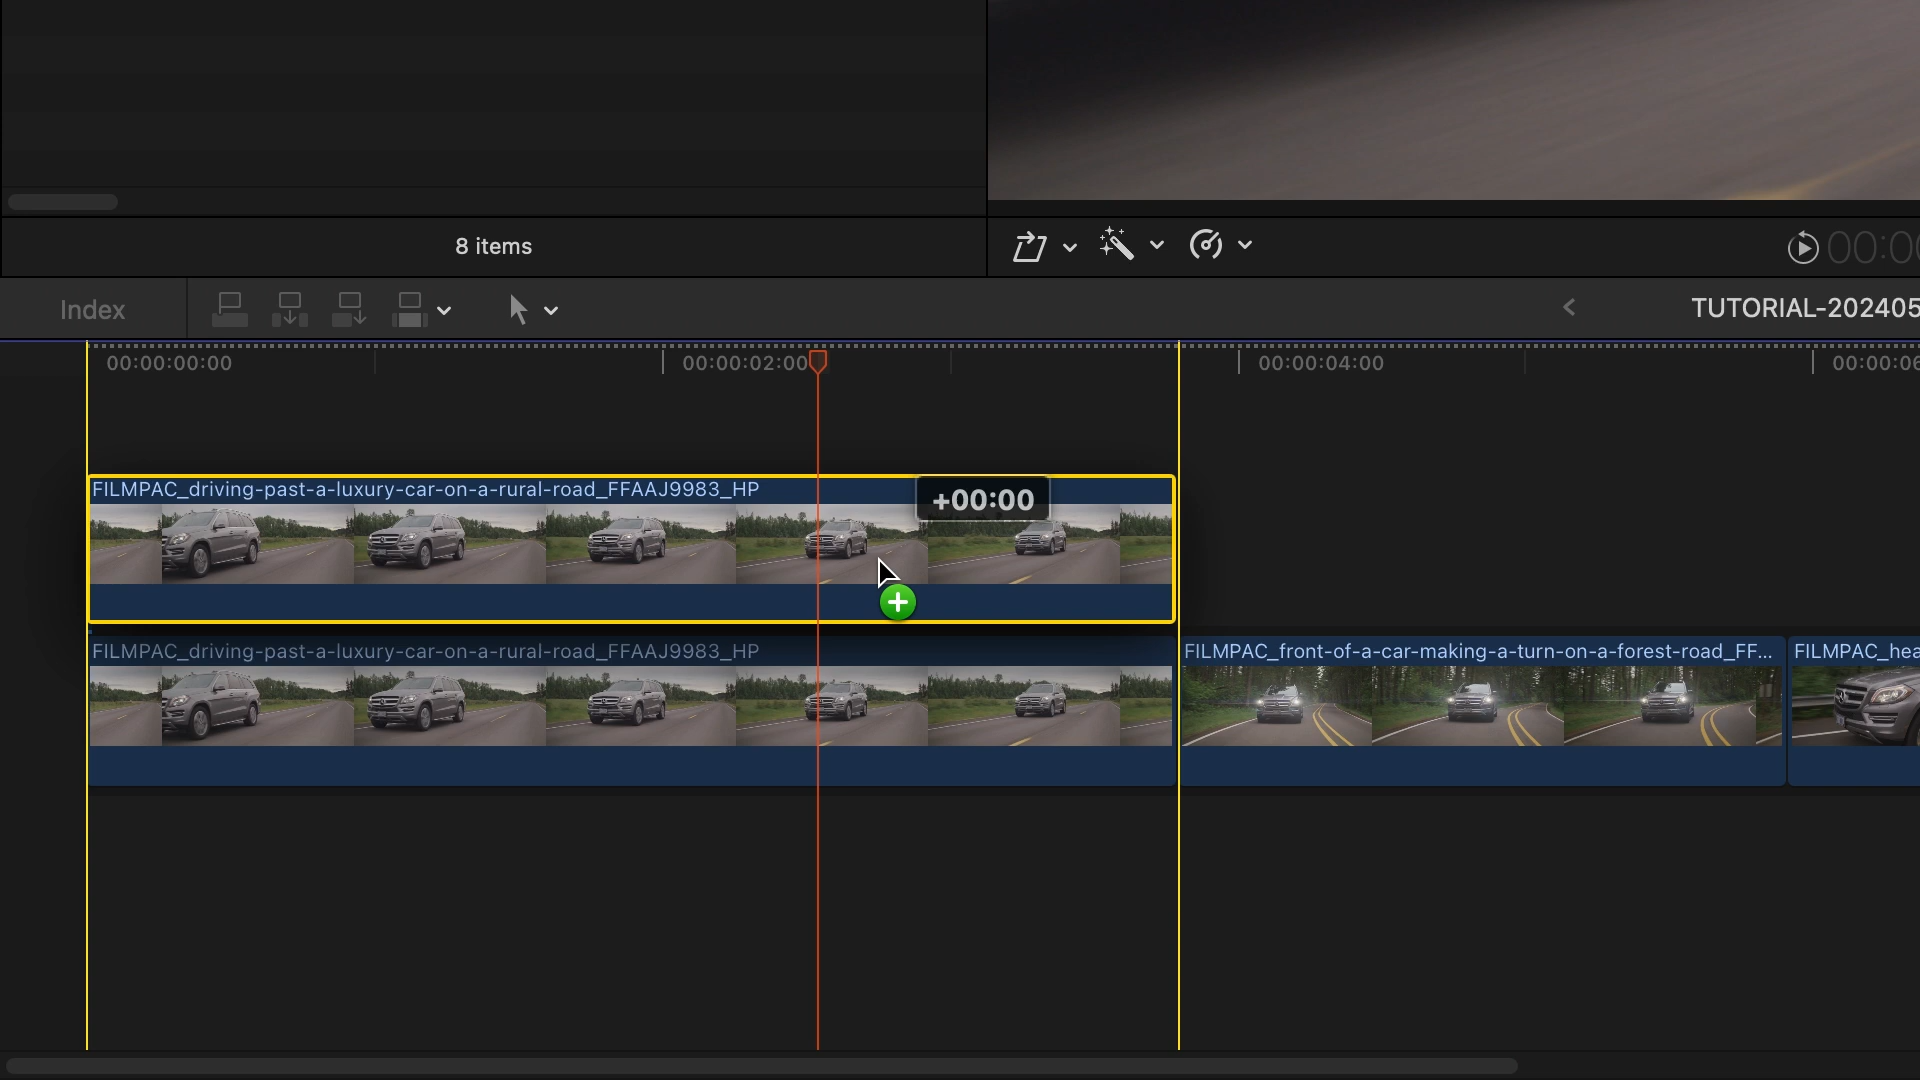 8 items
00:00
Index
TUTORIAL-202405
00:00:00:00
00:00:02:00
00:00:04:00
00:00:06
FILMPAC_driving-past-a-luxury-car-on-a-rural-road_FFAAJ9983_HP
+00:00
FILMPAC_driving-past-a-luxury-car-on-a-rural-road_FFAAJ9983_HP
FILMPAC_front-of-a-car-making-a-turn-on-a-forest-road_FF...
FILMPAC_hea